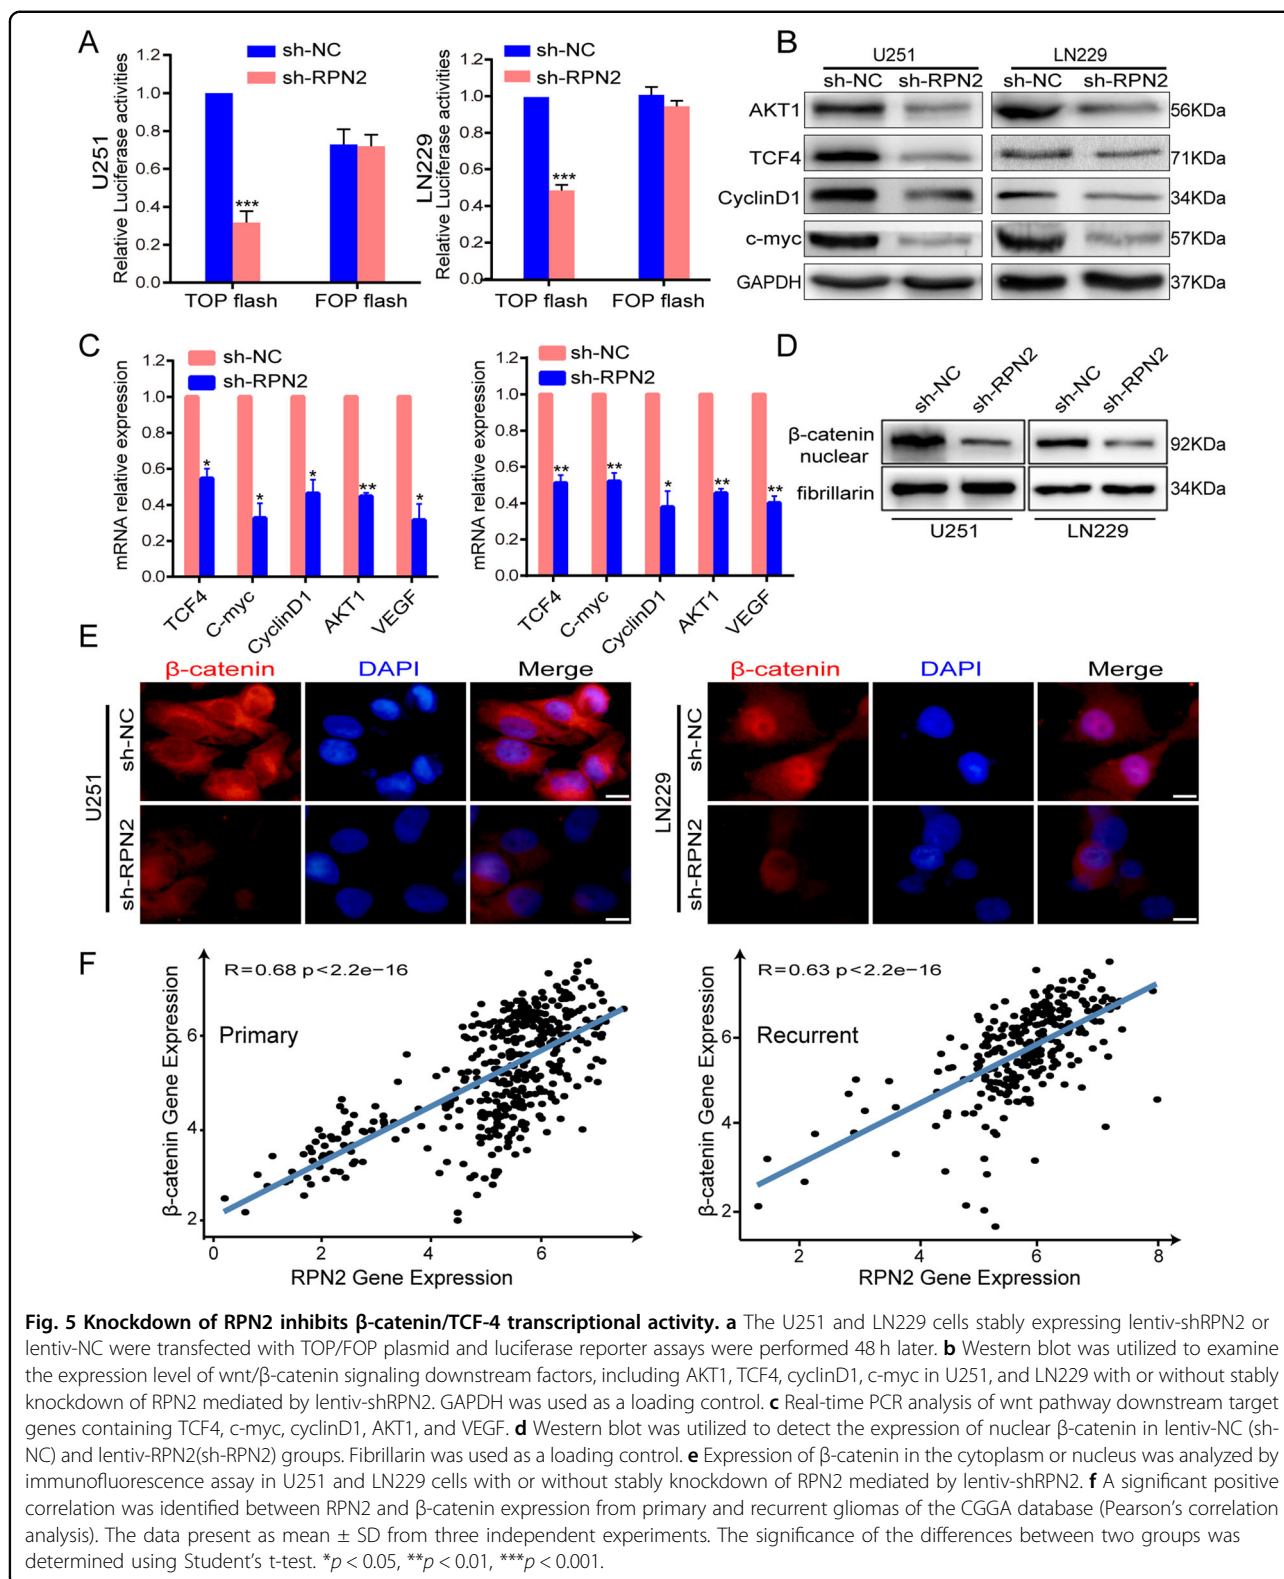 A
U251
Relative Luciferase activities
1.2
1.0
0.8
0.6
0.4
0.2
0.0
sh-NC
sh-RPN2
***
TOP flash
FOP flash
LN229
Relative Luciferase activities
1.2
1.0
0.8
0.6
0.4
0.2
0.0
sh-NC
sh-RPN2
***
TOP flash
FOP flash
B
U251
LN229
sh-NC sh-RPN2
sh-NC sh-RPN2
AKT1
56KDa
TCF4
71KDa
CyclinD1
34KDa
c-myc
57KDa
GAPDH
37KDa
C
mRNA relative expression
1.2
1.0
0.8
0.6
0.4
0.2
0.0
sh-NC
sh-RPN2
*
*
*
**
*
TCF4
C-myc
CyclinD1
AKT1
VEGF
mRNA relative expression
1.2
1.0
0.8
0.6
0.4
0.2
0.0
sh-NC
sh-RPN2
**
**
*
**
**
TCF4
C-myc
CyclinD1
AKT1
VEGF
D
sh-NC
sh-RPN2
sh-NC
sh-RPN2
β-catenin
nuclear
92KDa
fibrillarin
34KDa
U251
LN229
E
β-catenin
DAPI
Merge
U251
sh-NC
sh-RPN2
β-catenin
DAPI
Merge
LN229
sh-NC
sh-RPN2
F
R=0.68 p<2.2e−16
Primary
β-catenin Gene Expression
6
4
2
0
2
4
6
RPN2 Gene Expression
R=0.63 p<2.2e−16
Recurrent
β-catenin Gene Expression
6
4
2
2
4
6
8
RPN2 Gene Expression
Fig. 5 Knockdown of RPN2 inhibits β-catenin/TCF-4 transcriptional activity. a The U251 and LN229 cells stably expressing lentiv-shRPN2 or
lentiv-NC were transfected with TOP/FOP plasmid and luciferase reporter assays were performed 48 h later. b Western blot was utilized to examine
the expression level of wnt/β-catenin signaling downstream factors, including AKT1, TCF4, cyclinD1, c-myc in U251, and LN229 with or without stably
knockdown of RPN2 mediated by lentiv-shRPN2. GAPDH was used as a loading control. c Real-time PCR analysis of wnt pathway downstream target
genes containing TCF4, c-myc, cyclinD1, AKT1, and VEGF. d Western blot was utilized to detect the expression of nuclear β-catenin in lentiv-NC (sh-
NC) and lentiv-RPN2(sh-RPN2) groups. Fibrillarin was used as a loading control. e Expression of β-catenin in the cytoplasm or nucleus was analyzed by
immunofluorescence assay in U251 and LN229 cells with or without stably knockdown of RPN2 mediated by lentiv-shRPN2. f A significant positive
correlation was identified between RPN2 and β-catenin expression from primary and recurrent gliomas of the CGGA database (Pearson's correlation
analysis). The data present as mean ± SD from three independent experiments. The significance of the differences between two groups was
determined using Student's t-test. *p < 0.05, **p < 0.01, ***p < 0.001.